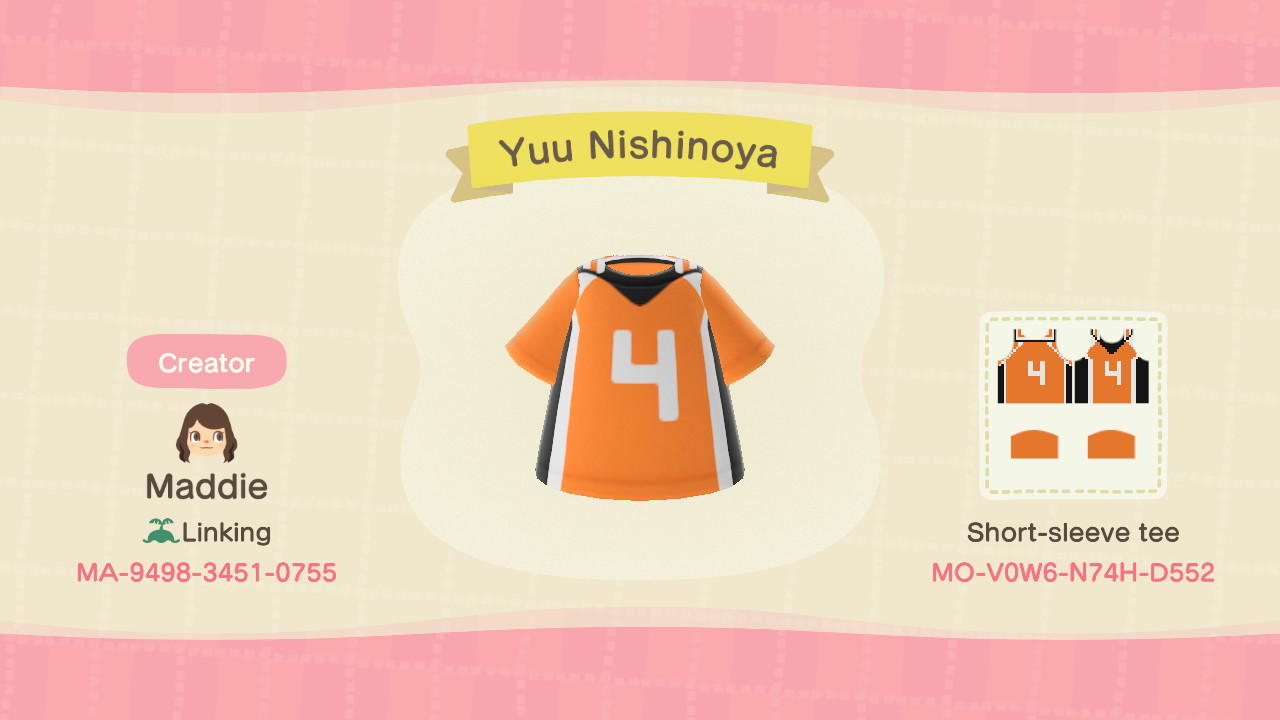 Yuu Nishinoya
4
Creator
Maddie
Linking
MA-9498-3451-0755
4 4
Short-sleeve tee
MO-V0W6-N74H-D552